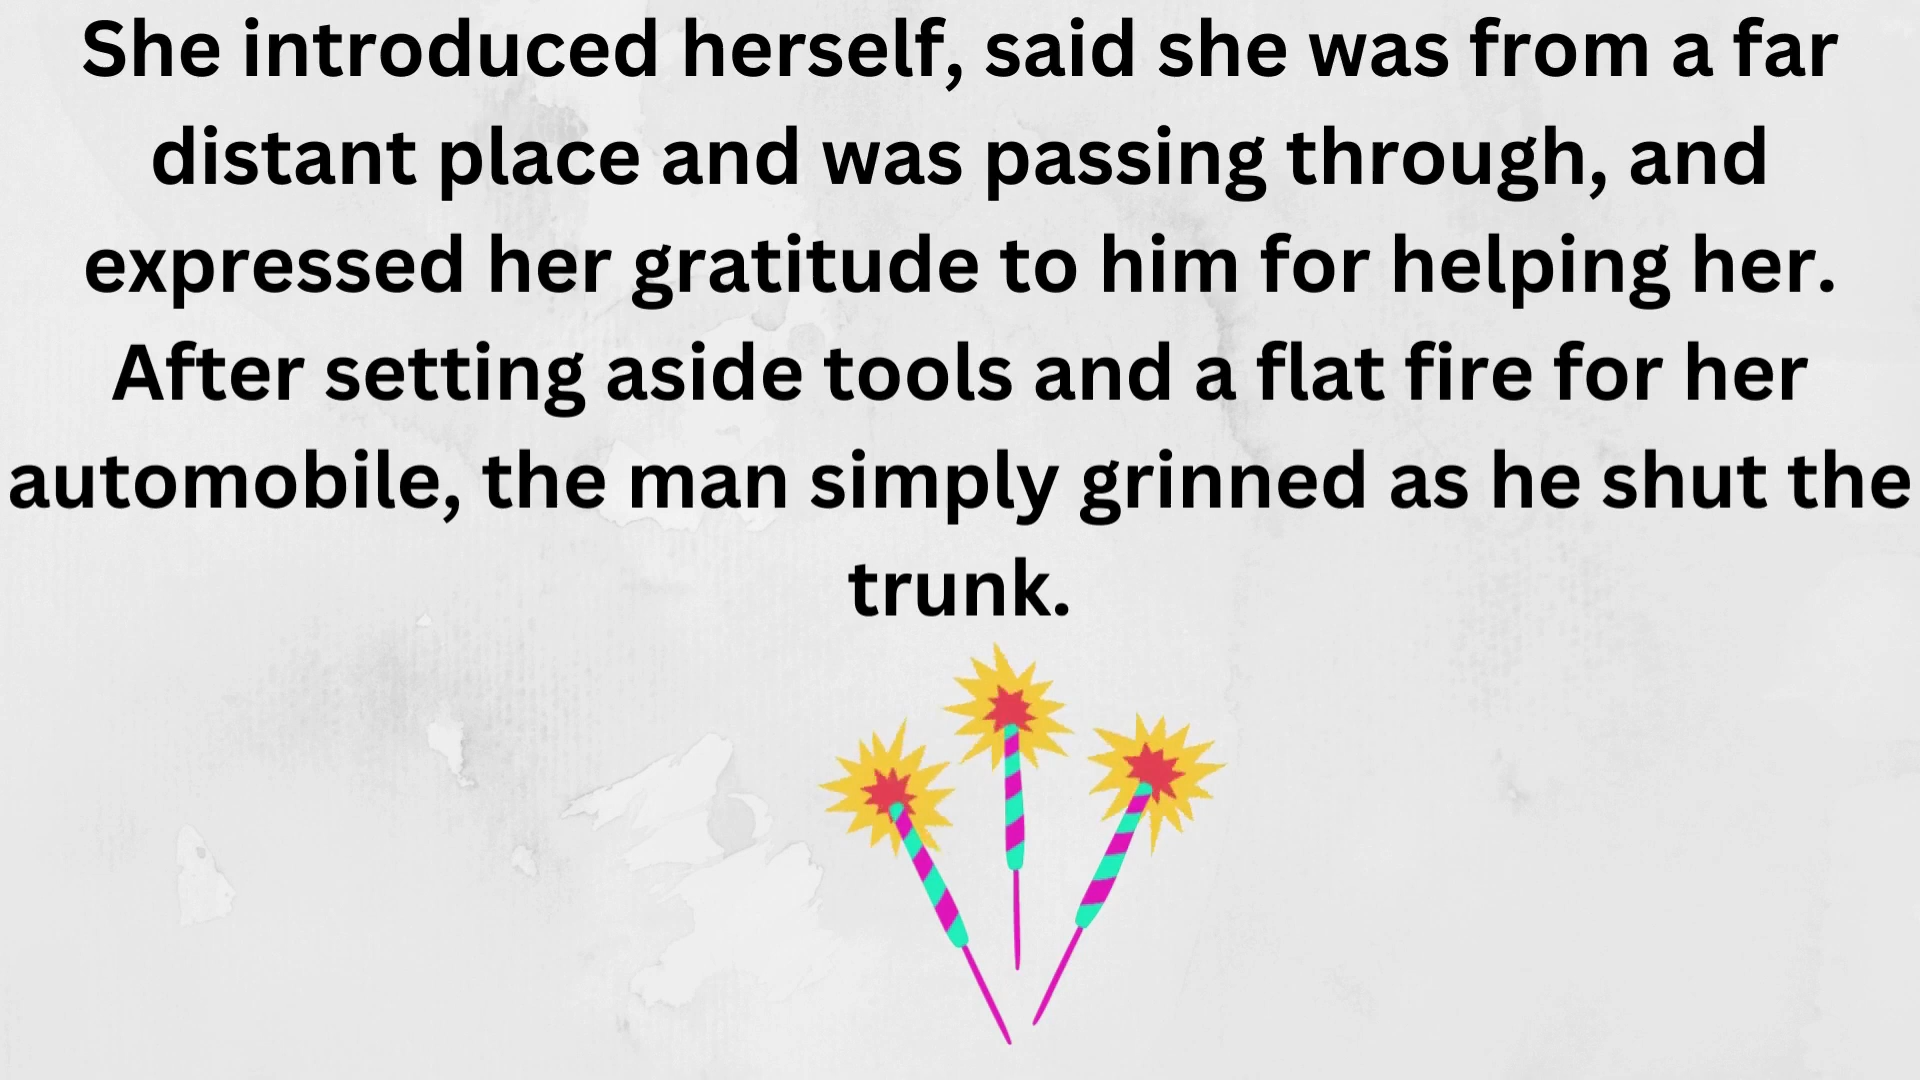 She introduced herself, said she was from a far
distant place and was passing through, and
expressed her gratitude to him for helping her.
After setting aside tools and a flat fire for her
automobile, the man simply grinned as he shut the
trunk.